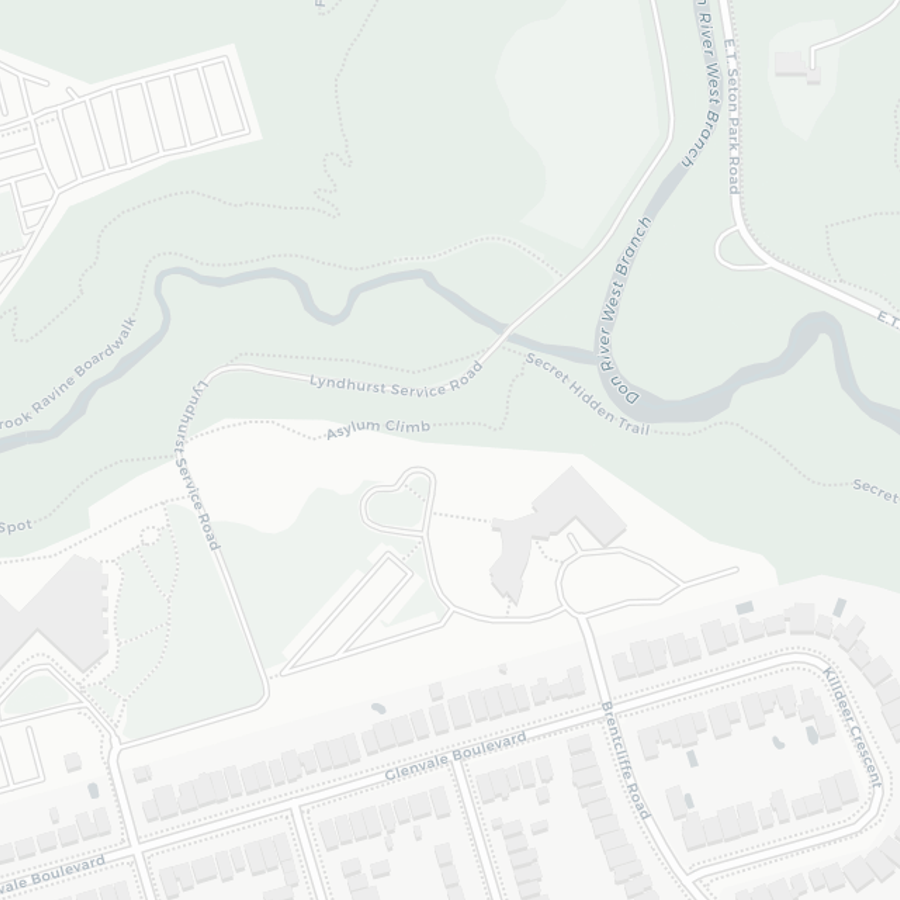 n River West Branch
E.T. Seton Park Road
Don River West Branch
E.T.
rook Ravine Boardwalk
Lyndhurst Service Road
Lyndhurst Service Road
Secret Hidden Trail
Asylum Climb
Secret
Spot
Killdeer Crescent
Brentcliffe Road
Glenvale Boulevard
vale Boulevard